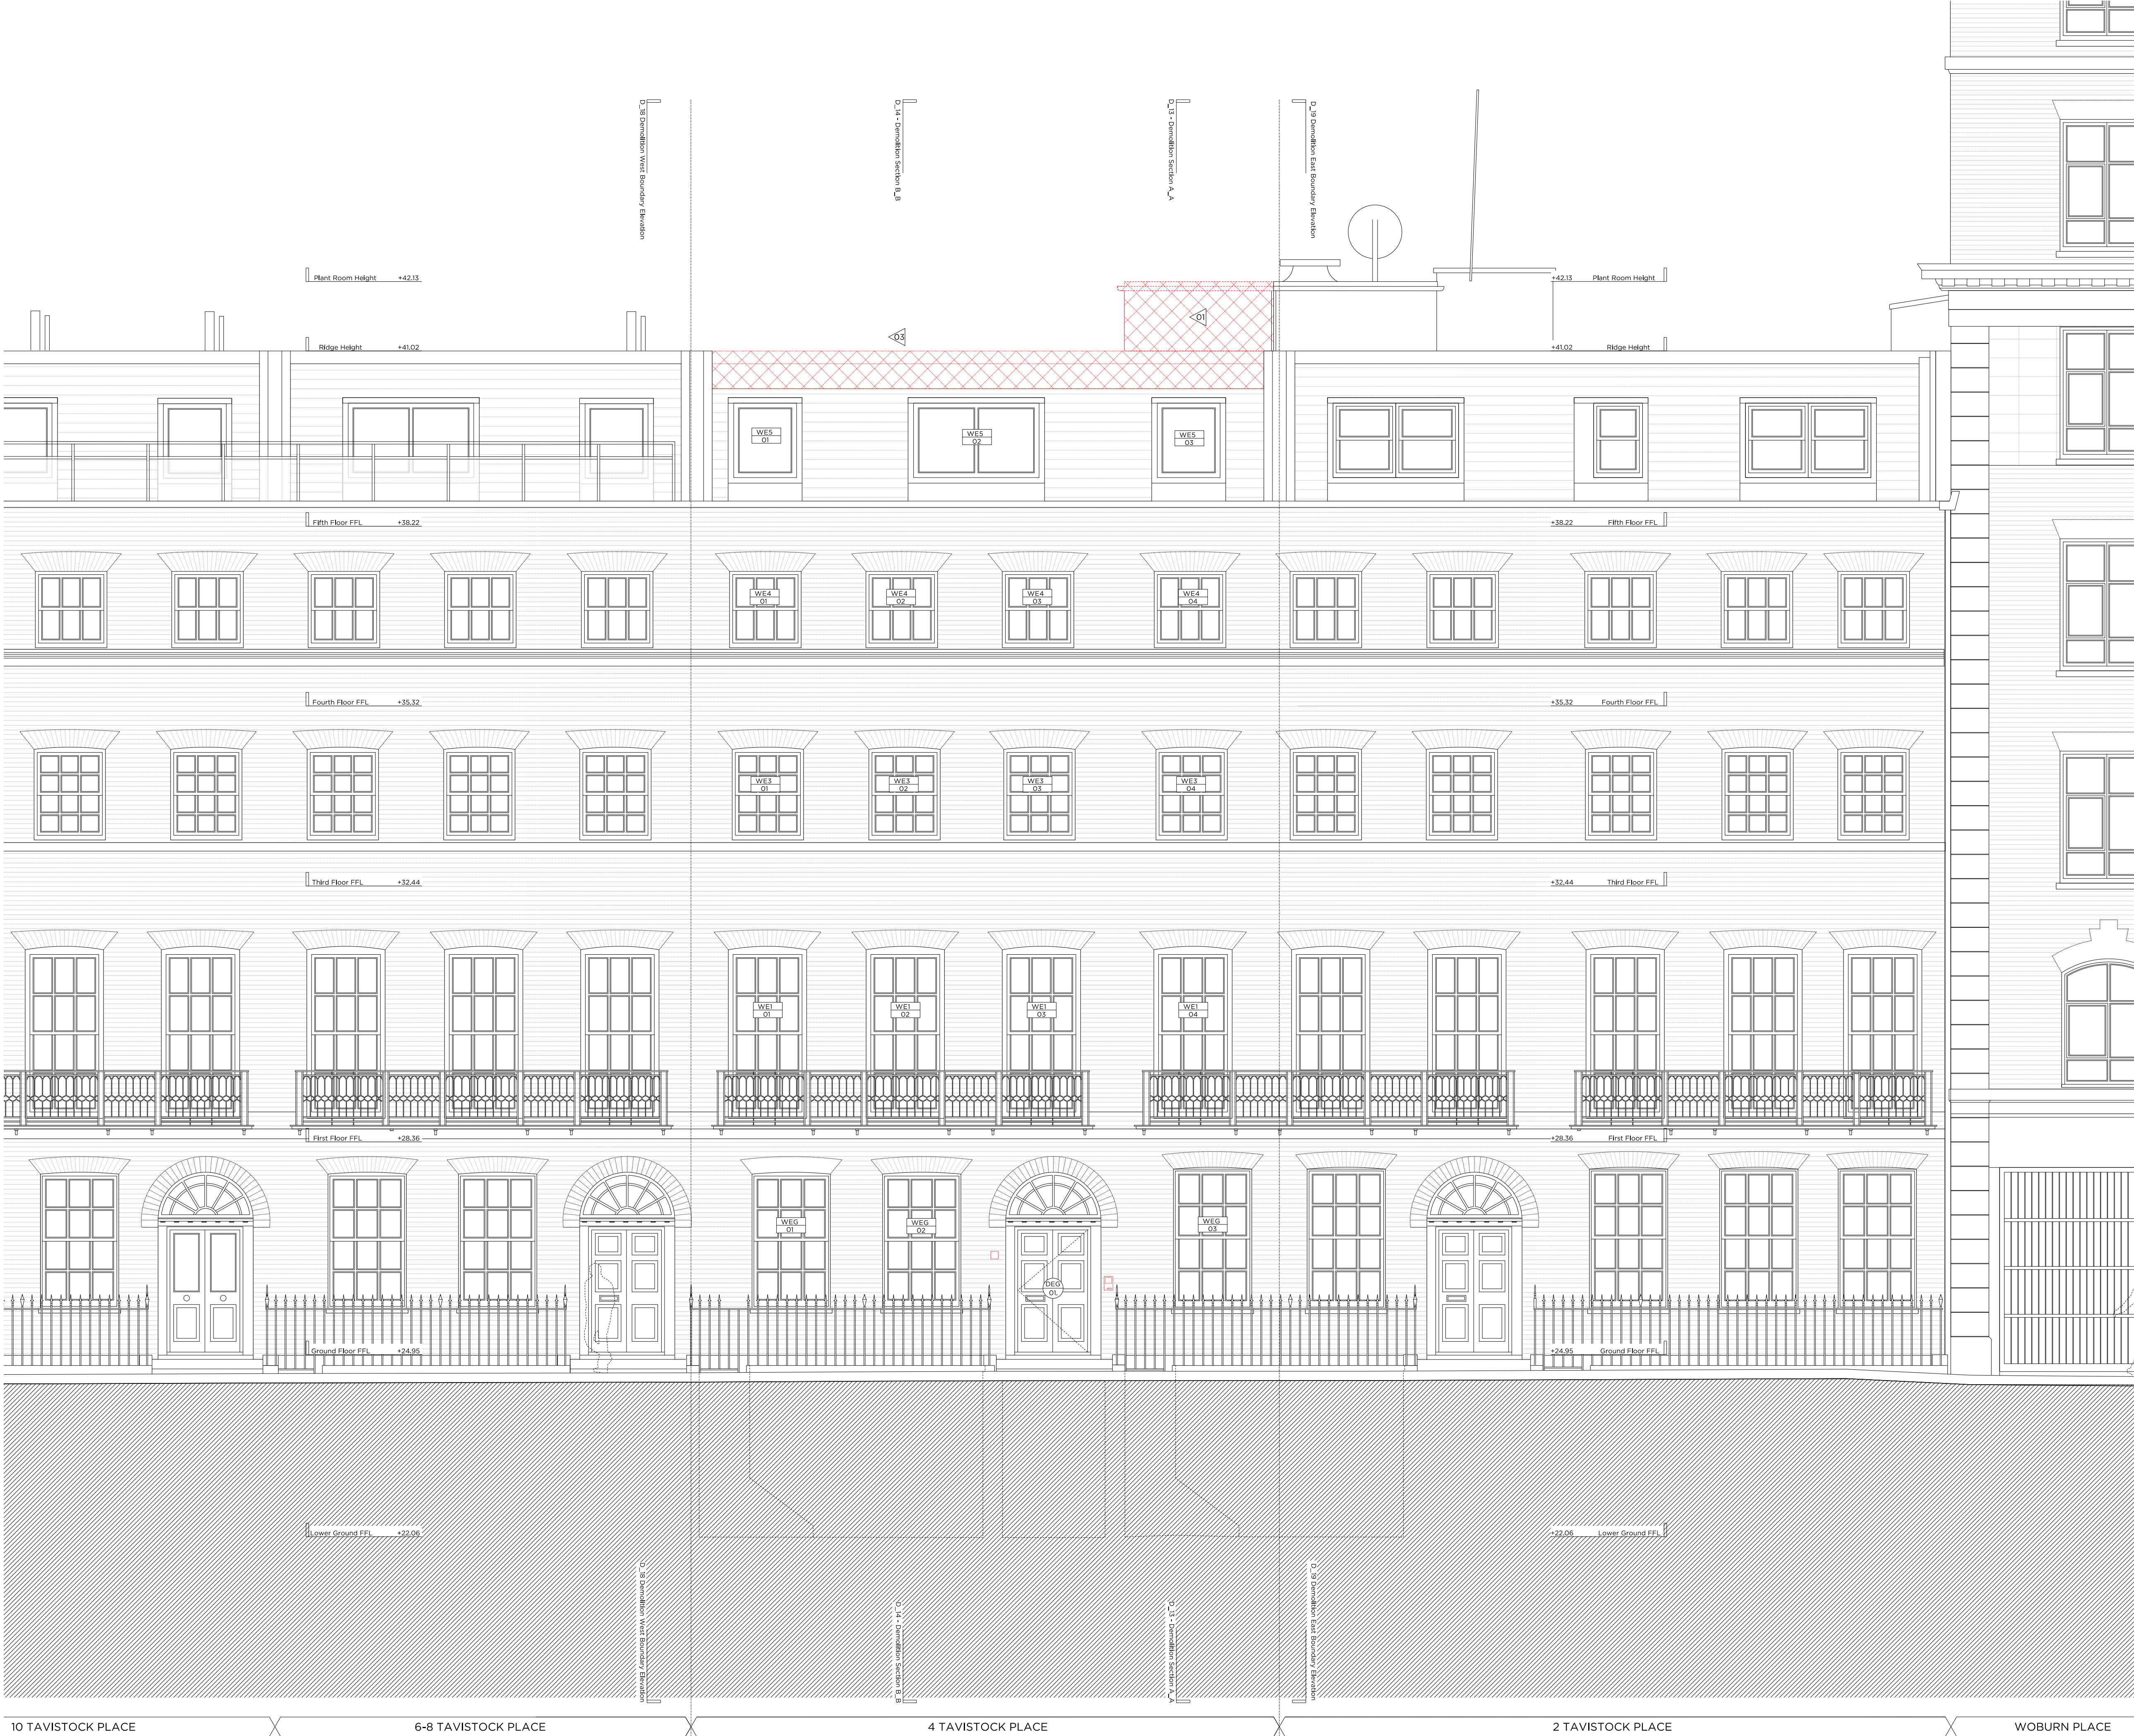 D_18 Demolition West Boundary Elevation
D_14 - Demolition Section B_B
D_13 - Demolition Section A_A
D_19 Demolition East Boundary Elevation
Plant Room Height +42.13
+42.13 Plant Room Height
01
03
Ridge Height +41.02
+41.02 Ridge Height
WE5
01
WE5
02
WE5
03
Fifth Floor FFL +38.22
+38.22 Fifth Floor FFL
WE4
01
WE4
02
WE4
03
WE4
04
Fourth Floor FFL +35.32
+35.32 Fourth Floor FFL
WE3
01
WE3
02
WE3
03
WE3
04
Third Floor FFL +32.44
+32.44 Third Floor FFL
WE1
01
WE1
02
WE1
03
WE1
04
First Floor FFL +28.36
+28.36 First Floor FFL
WEG
01
WEG
02
WEG
03
DEG
01.
Ground Floor FFL +24.95
+24.95 Ground Floor FFL
Lower Ground FFL +22.06
+22.06 Lower Ground FFL
D_18 Demolition West Boundary Elevation
D_14 - Demolition Section B_B
D_13 - Demolition Section A_A
D_19 Demolition East Boundary Elevation
10 TAVISTOCK PLACE
6-8 TAVISTOCK PLACE
4 TAVISTOCK PLACE
2 TAVISTOCK PLACE
WOBURN PLACE